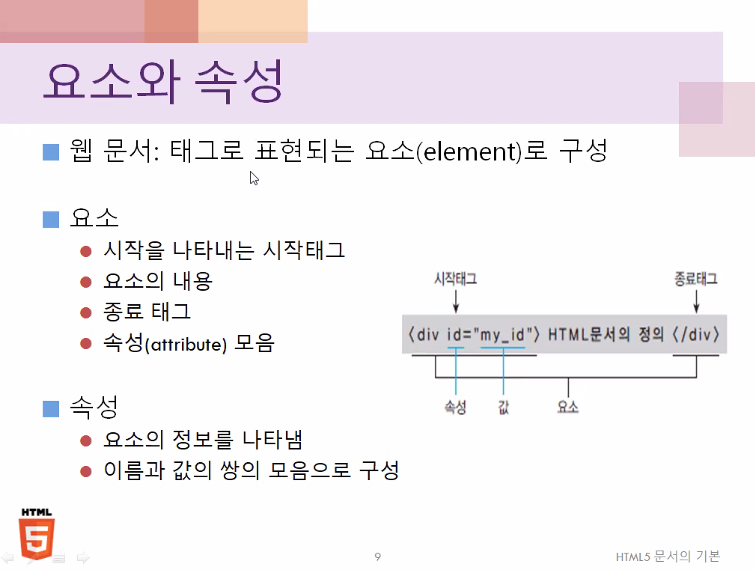 요소와 속성
웹 문서: 태그로 표현되는 요소(element)로 구성
요소
시작을 나타내는 시작태그
요소의 내용
종료 태그
속성(attribute) 모음
시작태그 종료태그
<div id="my_id"> HTML문서의 정의 </div>
속성 값 요소
속성
요소의 정보를 나타냄
이름과 값의 쌍의 모음으로 구성
HTML
5
9
HTML5 문서의 기본